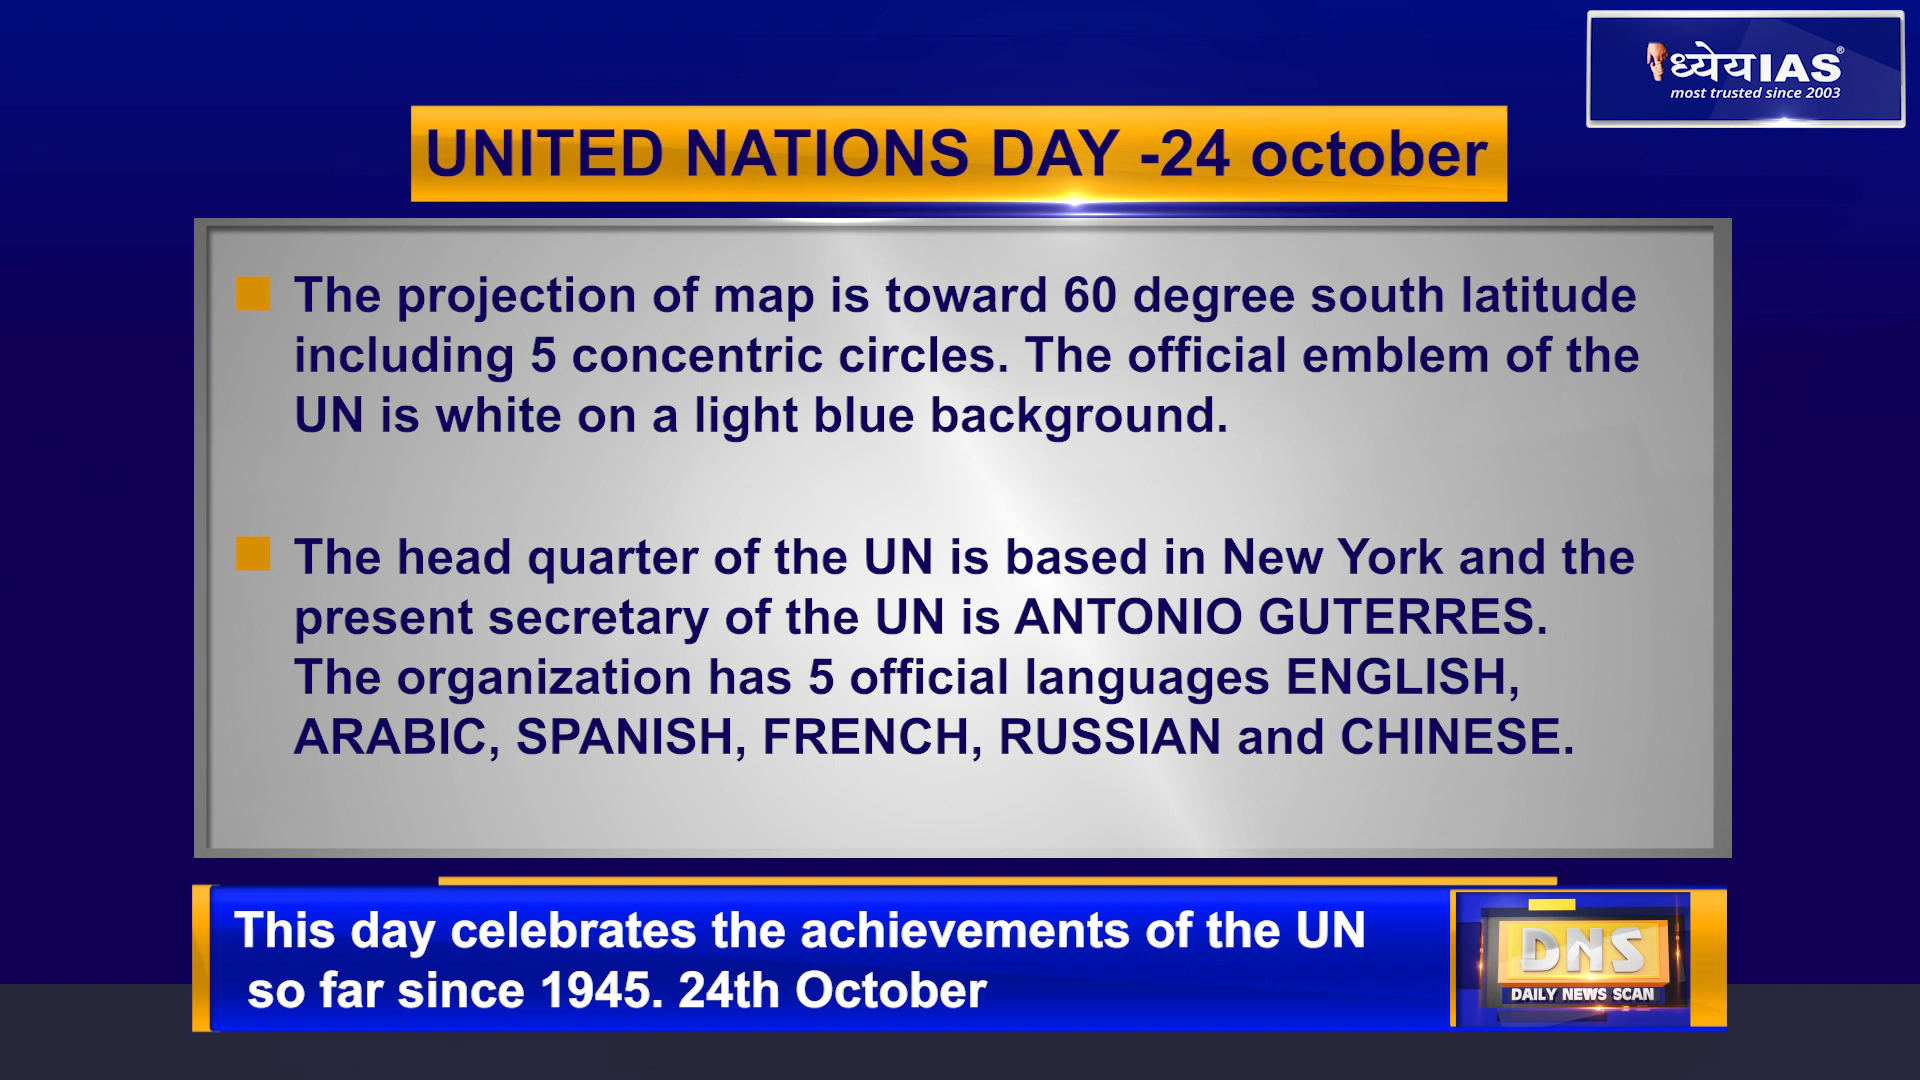 ध्येयIAS®
most trusted since 2003
UNITED NATIONS DAY -24 october
The projection of map is toward 60 degree south latitude
including 5 concentric circles. The official emblem of the
UN is white on a light blue background.
The head quarter of the UN is based in New York and the
present secretary of the UN is ANTONIO GUTERRES.
The organization has 5 official languages ENGLISH,
ARABIC, SPANISH, FRENCH, RUSSIAN and CHINESE.
This day celebrates the achievements of the UN
so far since 1945. 24th October
DNS
DAILY NEWS SCAN